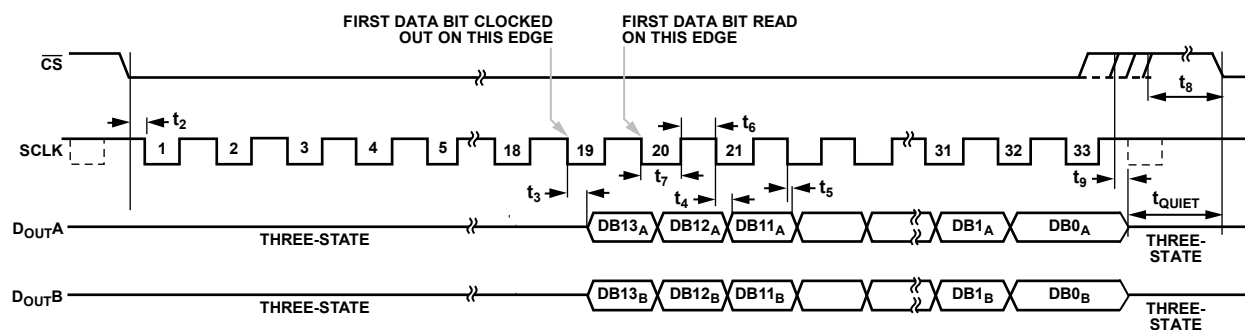 FIRST DATA BIT CLOCKED
OUT ON THIS EDGE
FIRST DATA BIT READ
ON THIS EDGE
CS
t8
t2
t6
SCLK
1 2 3 4 5 18 19 20 21 31 32 33
t9
t3
t7
t4
t5
tQUIET
DOUTA
THREE-STATE
DB13A DB12A DB11A DB1A DB0A
THREE-
STATE
DOUTB
THREE-STATE
DB13B DB12B DB11B DB1B DB0B
THREE-
STATE